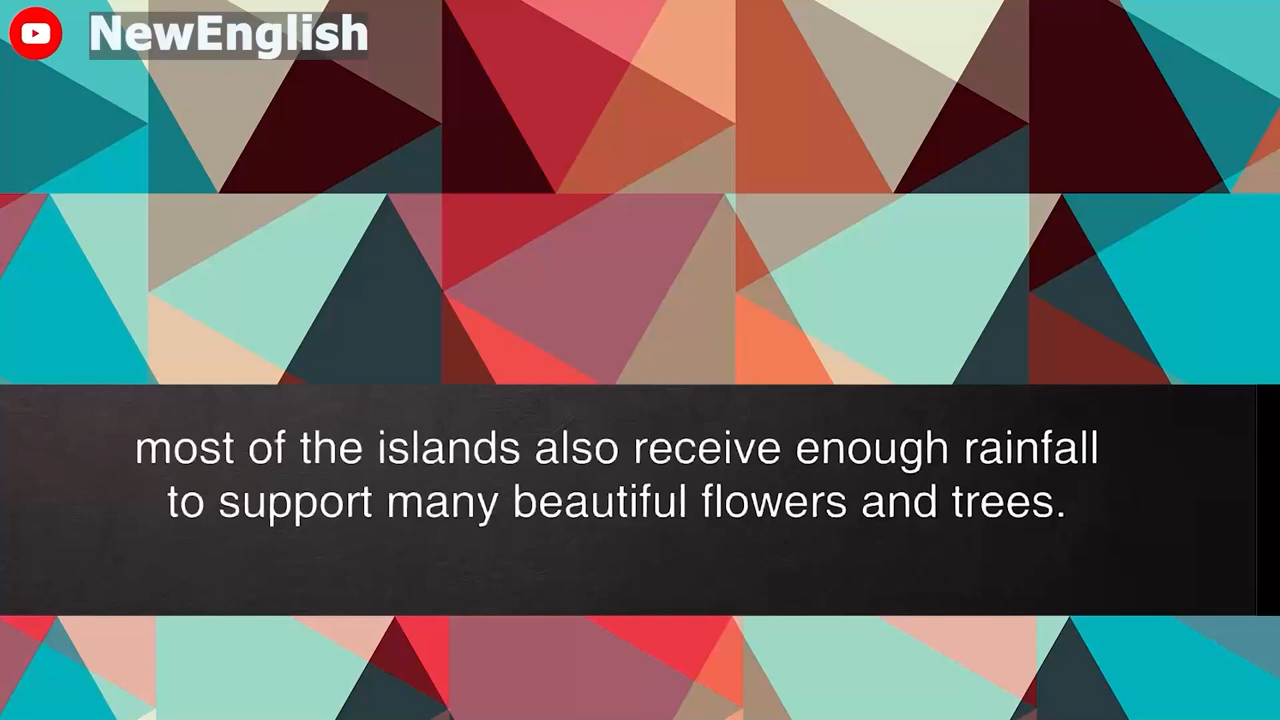 NewEnglish
most of the islands also receive enough rainfall
to support many beautiful flowers and trees.